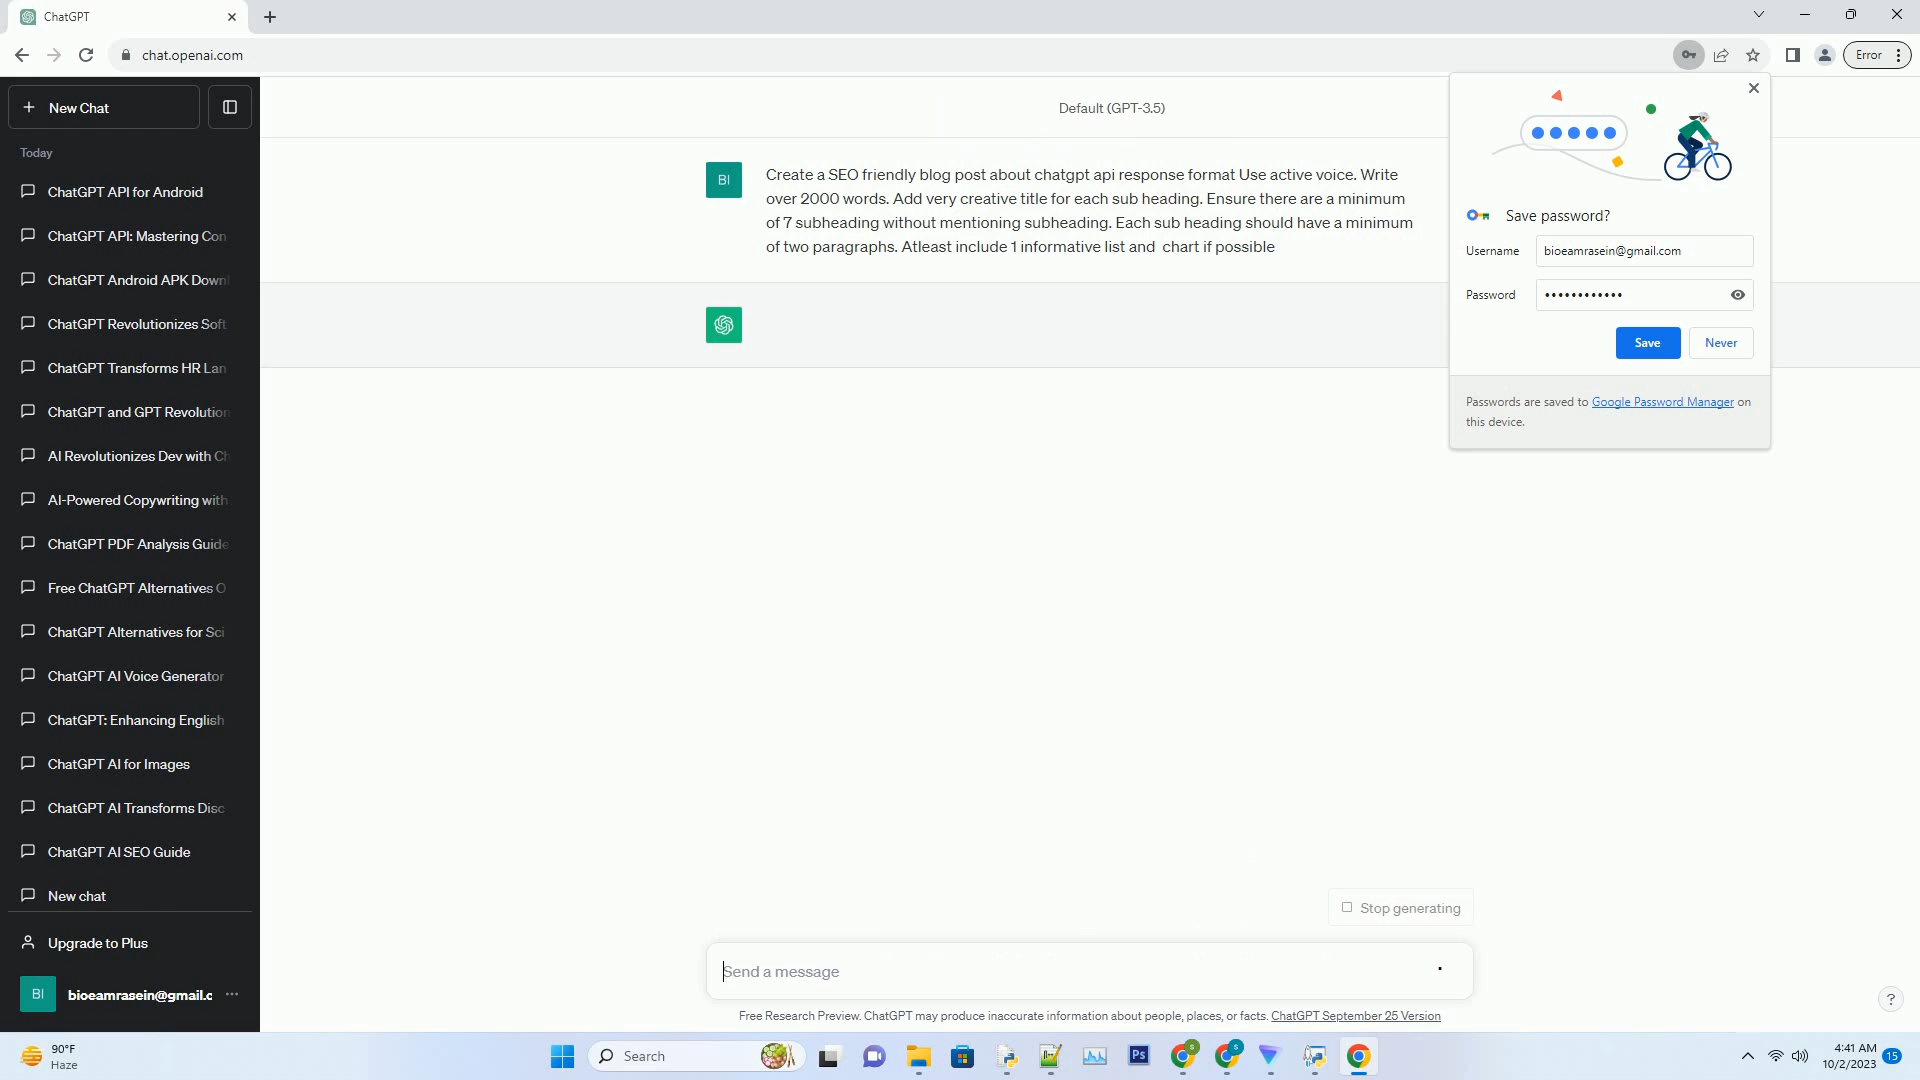 ChatGPT
chat.openai.com
Error
New Chat
Today
ChatGPT API for Android
ChatGPT API: Mastering Con
ChatGPT Android APK Down
ChatGPT Revolutionizes Soft
ChatGPT Transforms HR Lan
ChatGPT and GPT Revolution
AI Revolutionizes Dev with Ch
AI-Powered Copywriting with
ChatGPT PDF Analysis Guide
Free ChatGPT Alternatives O
ChatGPT Alternatives for Sci
ChatGPT AI Voice Generator
ChatGPT: Enhancing English
ChatGPT AI for Images
ChatGPT AI Transforms Disc
ChatGPT AI SEO Guide
New chat
Upgrade to Plus
BI
bioeamrasein@gmail.c
Default (GPT-3.5)
BI
Create a SEO friendly blog post about chatgpt api response format Use active voice. Write
over 2000 words. Add very creative title for each sub heading. Ensure there are a minimum
of 7 subheading without mentioning subheading. Each sub heading should have a minimum
of two paragraphs. Atleast include 1 informative list and chart if possible
Save password?
Username bioeamrasein@gmail.com
Password ••••••••••••
Save Never
Passwords are saved to Google Password Manager on
this device.
Stop generating
Send a message
Free Research Preview. ChatGPT may produce inaccurate information about people, places, or facts. ChatGPT September 25 Version
?
90°F
Haze
Search
Ps
S
S
4:41 AM
10/2/2023
15